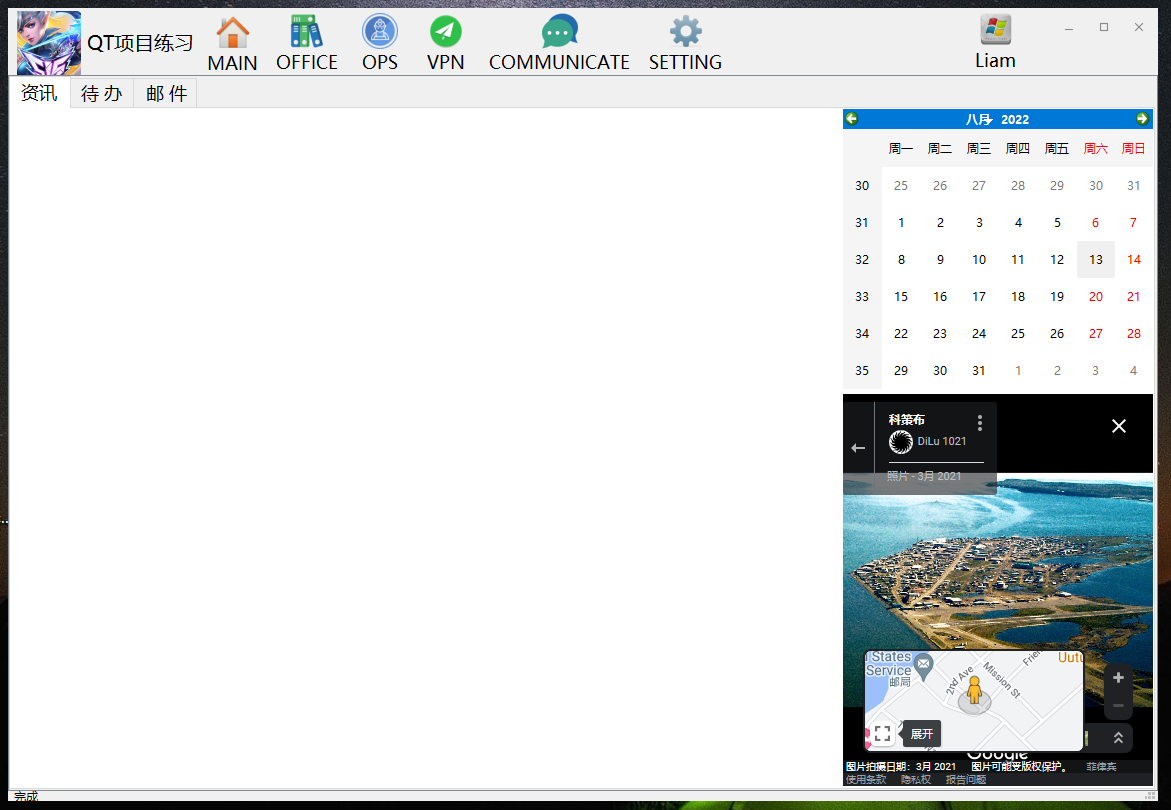 QT项目练习
MAIN OFFICE OPS VPN COMMUNICATE SETTING
Liam
资讯 待办 邮件
八月 2022
周一 周二 周三 周四 周五 周六 周日
30 25 26 27 28 29 30 31
31 1 2 3 4 5 6 7
32 8 9 10 11 12 13 14
33 15 16 17 18 19 20 21
34 22 23 24 25 26 27 28
35 29 30 31 1 2 3 4
科策布
DiLu 1021
照片 - 3月 2021
States
Service
邮局
2nd Ave
Mission St
展开
Google
图片拍摄日期：3月 2021 图片可能受版权保护。 菲律宾
使用条款 隐私权 报告问题
完成